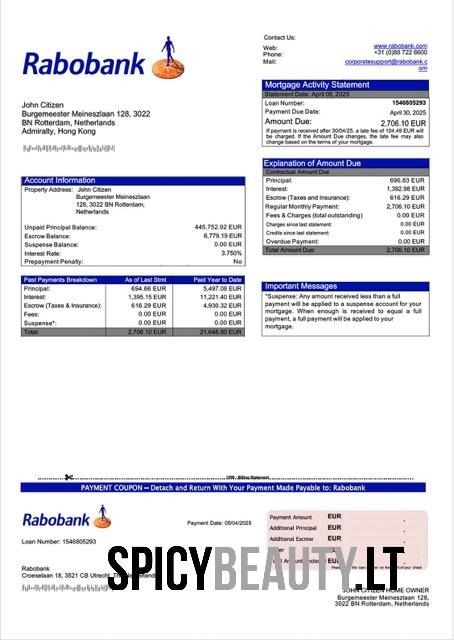 Contact Us:
Web: www.rabobank.com
Phone: +31 (0)88 722 6600
Mail: corporatesupport@rabobank.c
om
Rabobank
Mortgage Activity Statement
Statement Date: April 05, 2025
Loan Number: 1546805293
Payment Due Date: April 30, 2025
Amount Due: 2,706.10 EUR
If payment is received after 30/04/25, a late fee of 104.49 EUR will
be charged. If the Amount Due changes, the late fee may also
change based on the terms of your mortgage.
John Citizen
Burgemeester Meineszlaan 128, 3022
BN Rotterdam, Netherlands
Admiralty, Hong Kong
Explanation of Amount Due
Contractual Amount Due
Principal: 696.83 EUR
Interest: 1,392.98 EUR
Escrow (Taxes and Insurance): 616.29 EUR
Regular Monthly Payment: 2,706.10 EUR
Fees & Charges (total outstanding) 0.00 EUR
Charges since last statement: 0.00 EUR
Credits since last statement: 0.00 EUR
Overdue Payment: 0.00 EUR
Total Amount Due: 2,706.10 EUR
Account Information
Property Address: John Citizen
Burgemeester Meineszlaan
128, 3022 BN Rotterdam,
Netherlands
Unpaid Principal Balance: 445,752.92 EUR
Escrow Balance: 6,779.19 EUR
Suspense Balance: 0.00 EUR
Interest Rate: 3.750%
Prepayment Penalty: No
Past Payments Breakdown As of Last Stmt Paid Year to Date
Principal: 694.66 EUR 5,497.08 EUR
Interest: 1,395.15 EUR 11,221.40 EUR
Escrow (Taxes & Insurance): 616.29 EUR 4,930.32 EUR
Fees: 0.00 EUR 0.00 EUR
Suspense*: 0.00 EUR 0.00 EUR
Total: 2,706.10 EUR 21,648.80 EUR
Important Messages
*Suspense: Any amount received less than a full
payment will be applied to a suspense account for your
mortgage. When enough is received to equal a full
payment, a full payment will be applied to your
mortgage.
PAYMENT COUPON – Detach and Return With Your Payment Made Payable to: Rabobank
Rabobank
Payment Date: 05/04/2025
Loan Number: 1546805293
Payment Amount EUR .
Additional Principal EUR .
Additional Escrow EUR .
EUR .
Rabobank
Croeselaan 18, 3521 CB Utrecht,
SPICYBEAUTY.LT
JOHN CITIZEN HOME OWNER
Burgemeester Meineszlaan 128,
3022 BN Rotterdam, Netherlands